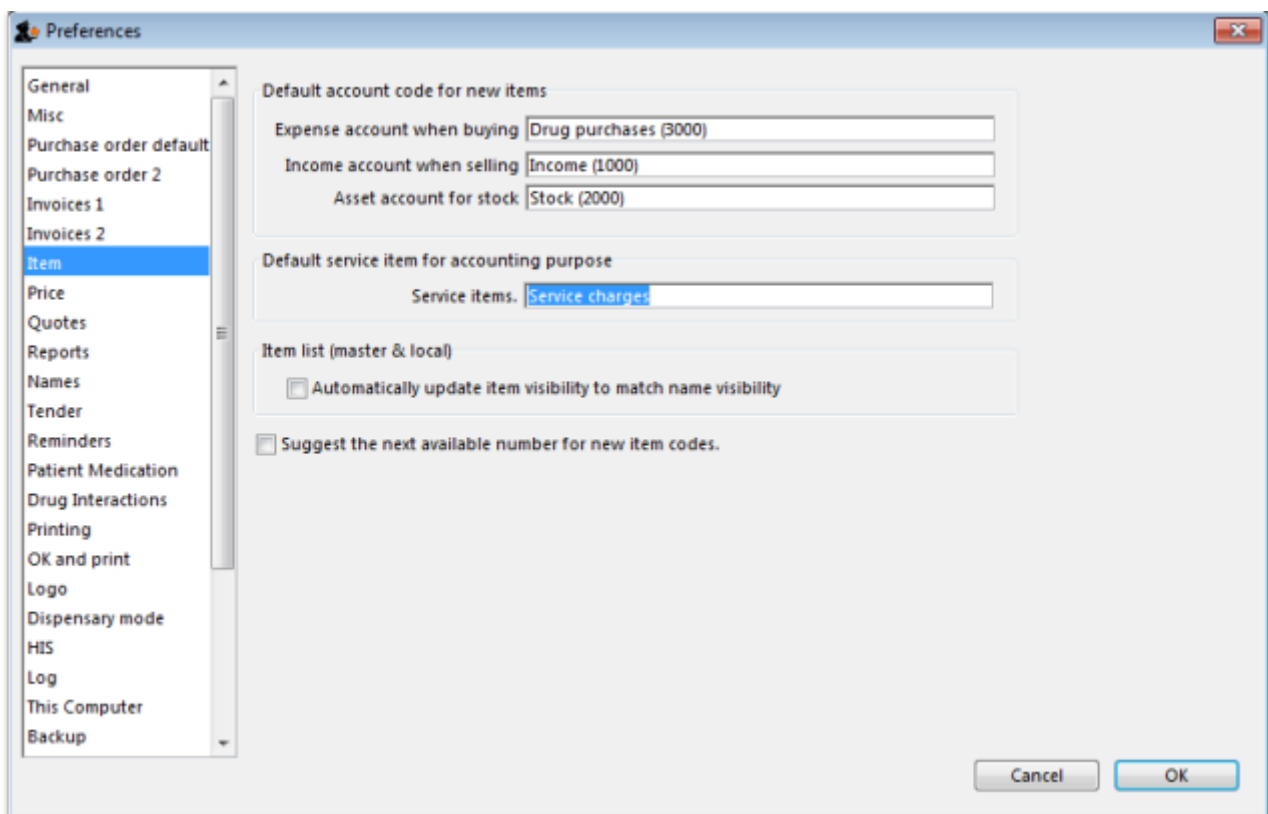 Preferences
General
Misc
Purchase order default
Purchase order 2
Invoices 1
Invoices 2
Item
Price
Quotes
Reports
Names
Tender
Reminders
Patient Medication
Drug Interactions
Printing
OK and print
Logo
Dispensary mode
HIS
Log
This Computer
Backup
Default account code for new items
Expense account when buying Drug purchases (3000)
Income account when selling Income (1000)
Asset account for stock Stock (2000)
Default service item for accounting purpose
Service items. Service charges
Item list (master & local)
Automatically update item visibility to match name visibility
Suggest the next available number for new item codes.
Cancel OK